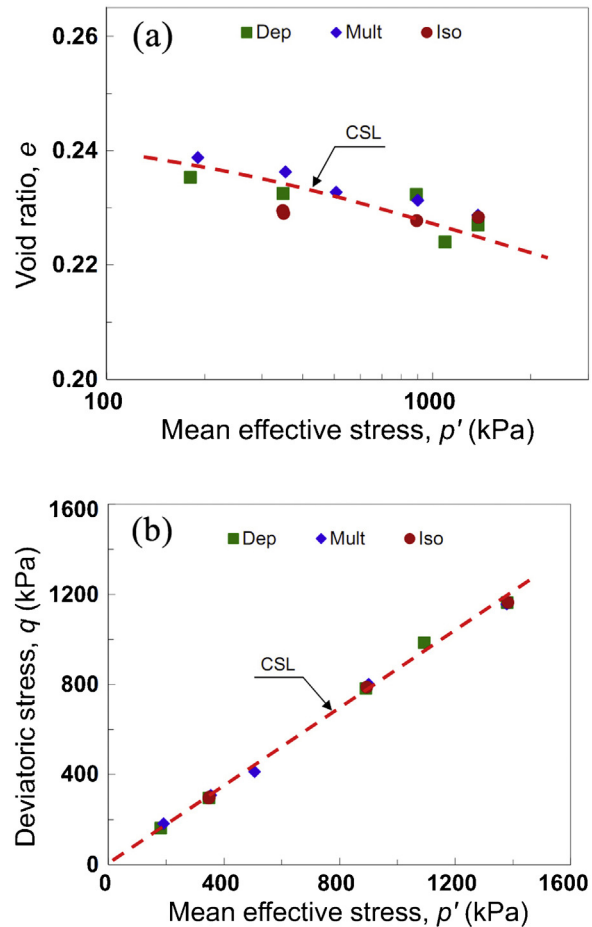 (a)
Dep Mult Iso
0.26
0.24
0.22
0.20
Void ratio, e
CSL
100 1000
Mean effective stress, p′ (kPa)
(b)
Dep Mult Iso
1600
1200
800
400
0
Deviatoric stress, q (kPa)
CSL
0 400 800 1200 1600
Mean effective stress, p′ (kPa)